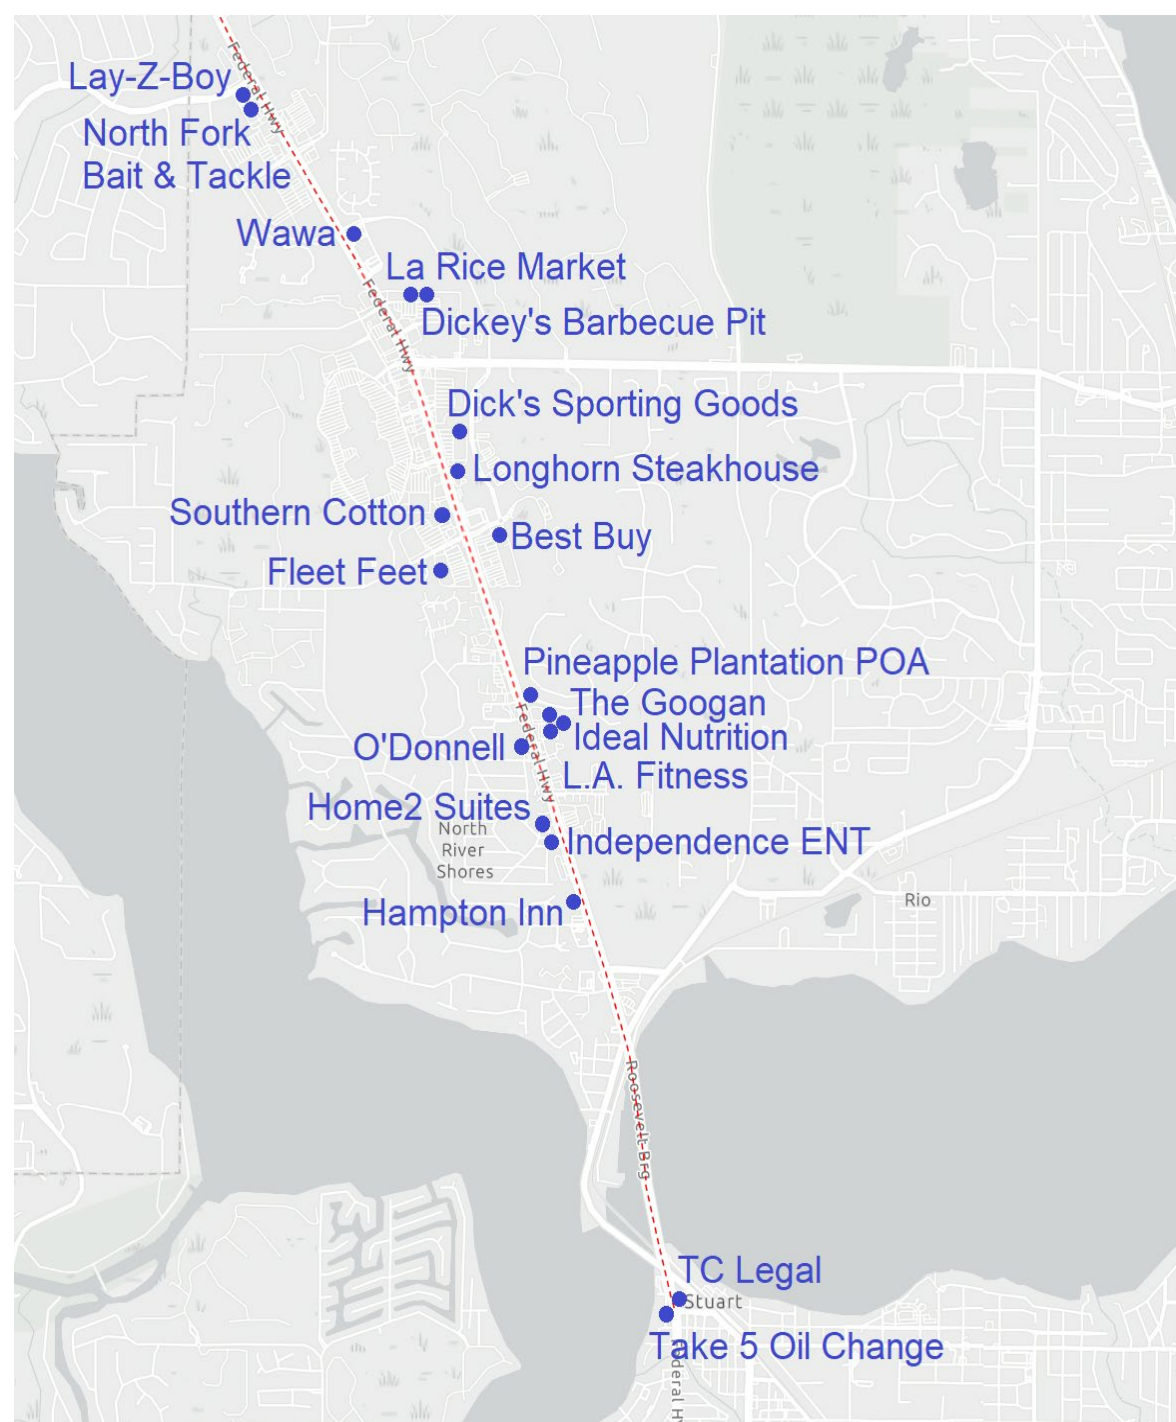 Federal Hwy
Lay-Z-Boy
North Fork
Bait & Tackle
Wawa
La Rice Market
Federal Hwy
Dickey's Barbecue Pit
Dick's Sporting Goods
Longhorn Steakhouse
Southern Cotton
Best Buy
Fleet Feet
Pineapple Plantation POA
The Googan
Federal Hwy
Ideal Nutrition
O'Donnell
L.A. Fitness
Home2 Suites
North
River
Shores
Independence ENT
Rio
Hampton Inn
Roosevelt Brg
TC Legal
Stuart
Take 5 Oil Change
Federal H